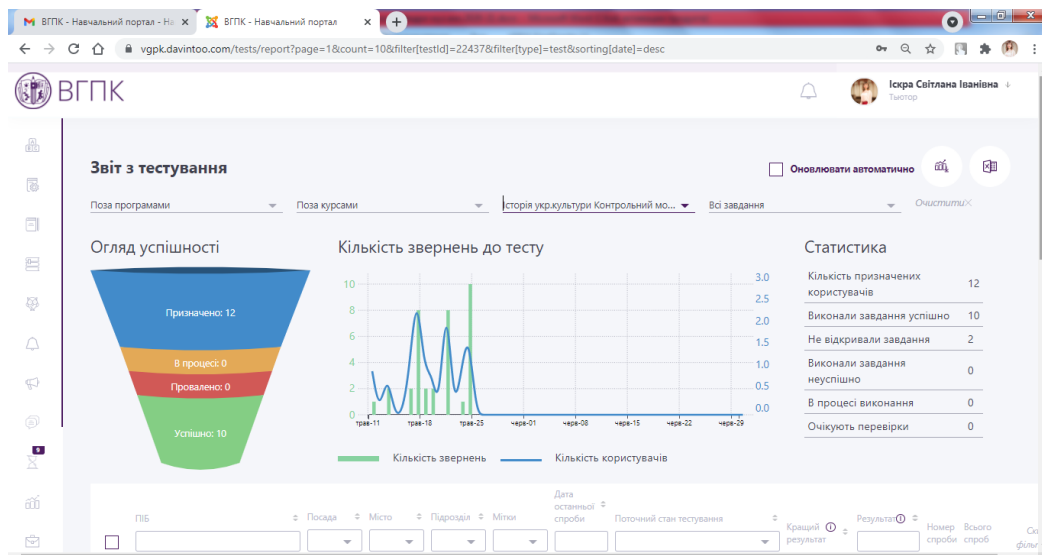 ВГПК - Навчальний портал - На
ВГПК - Навчальний портал
vgpk.davintoo.com/tests/report?page=1&count=10&filter[testId]=22437&filter[type]=test&sorting[date]=desc
ВГПК
Іскра Світлана Іванівна
Тьютор
Звіт з тестування
Оновлювати автоматично
Поза програмами
Поза курсами
Історія укр.культури Контрольний мо...
Всі завдання
Очистити
Огляд успішності
Призначено: 12
В процесі: 0
Провалено: 0
Успішно: 10
Кількість звернень до тесту
10
8
6
4
2
0
3.0
2.5
2.0
1.5
1.0
0.5
0.0
трав-11 трав-18 трав-25 черв-01 черв-08 черв-15 черв-22 черв-29
Кількість звернень Кількість користувачів
Статистика
Кількість призначених
користувачів 12
Виконали завдання успішно 10
Не відкривали завдання 2
Виконали завдання
неуспішно 0
В процесі виконання 0
Очікують перевірки 0
9
ПІБ
Посада
Місто
Підрозділ
Мітки
Дата
останньої
спроби
Поточний стан тестування
Кращий
результат
Результат
Номер
спроби
Всього
спроб